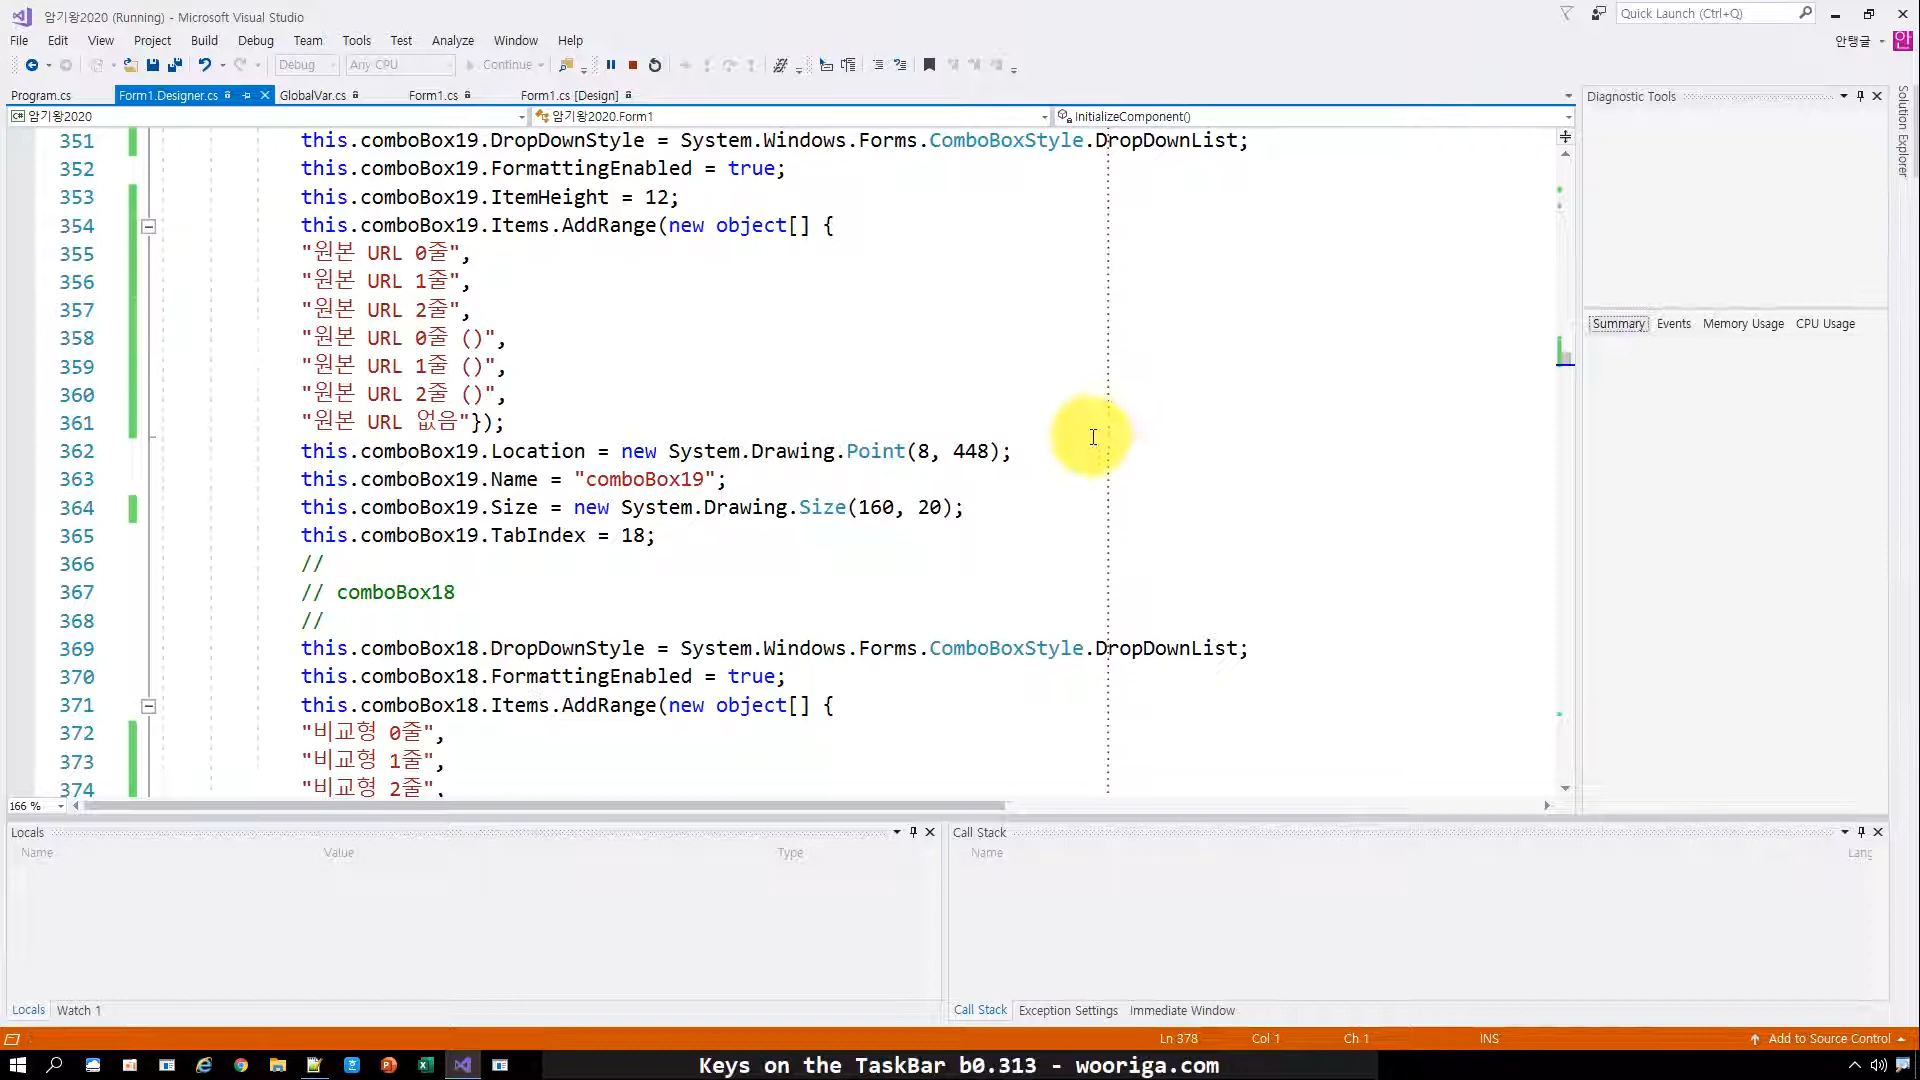 암기왕2020 (Running) - Microsoft Visual Studio
Quick Launch (Ctrl+Q)
File Edit View Project Build Debug Team Tools Test Analyze Window Help
안탱글 안
Debug Any CPU Continue
Program.cs Form1.Designer.cs GlobalVar.cs Form1.cs Form1.cs [Design]
Diagnostic Tools
Solution Explorer
암기왕2020 암기왕2020.Form1 InitializeComponent()
351 this.comboBox19.DropDownStyle = System.Windows.Forms.ComboBoxStyle.DropDownList;
352 this.comboBox19.FormattingEnabled = true;
353 this.comboBox19.ItemHeight = 12;
354 this.comboBox19.Items.AddRange(new object[] {
355 "원본 URL 0줄",
356 "원본 URL 1줄",
357 "원본 URL 2줄",
358 "원본 URL 0줄 ()",
359 "원본 URL 1줄 ()",
360 "원본 URL 2줄 ()",
361 "원본 URL 없음"});
362 this.comboBox19.Location = new System.Drawing.Point(8, 448);
363 this.comboBox19.Name = "comboBox19";
364 this.comboBox19.Size = new System.Drawing.Size(160, 20);
365 this.comboBox19.TabIndex = 18;
366 //
367 // comboBox18
368 //
369 this.comboBox18.DropDownStyle = System.Windows.Forms.ComboBoxStyle.DropDownList;
370 this.comboBox18.FormattingEnabled = true;
371 this.comboBox18.Items.AddRange(new object[] {
372 "비교형 0줄",
373 "비교형 1줄",
374 "비교형 2줄",
Summary Events Memory Usage CPU Usage
166 %
Locals
Name Value Type
Call Stack
Name Lang
Locals Watch 1
Call Stack Exception Settings Immediate Window
Ln 378 Col 1 Ch 1 INS Add to Source Control
Keys on the TaskBar b0.313 - wooriga.com